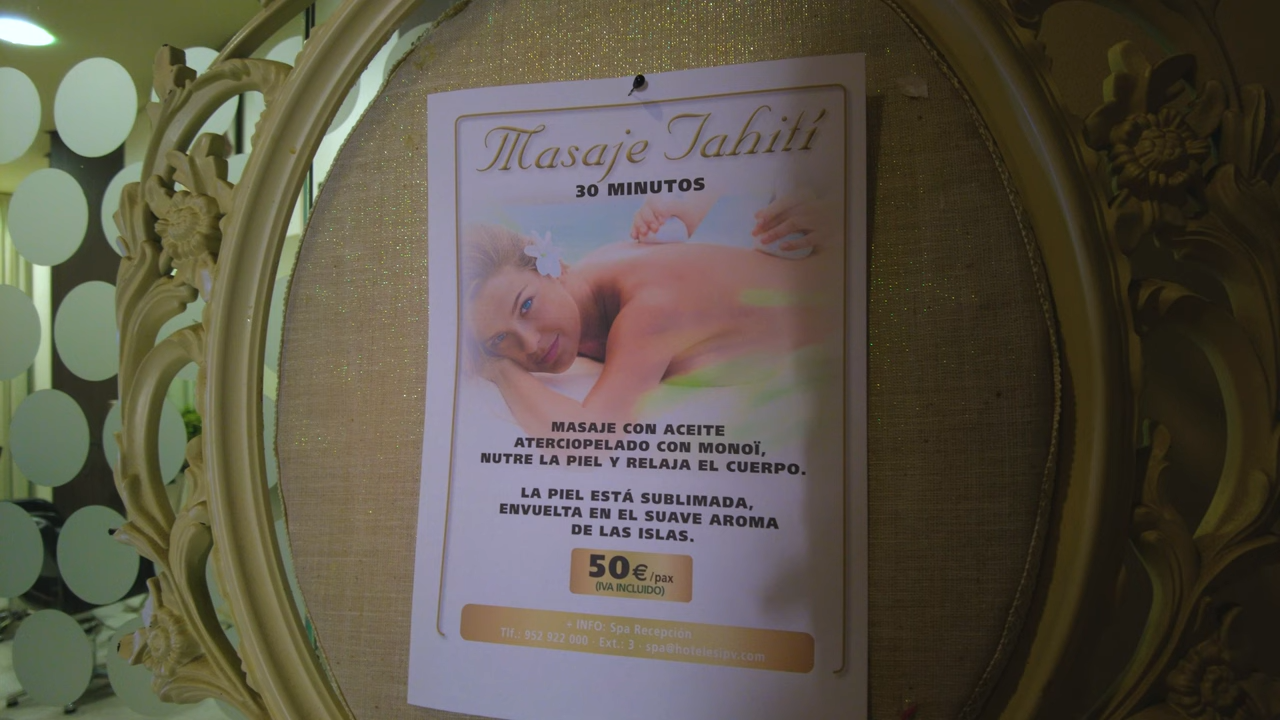 Masaje Tahití
30 MINUTOS
MASAJE CON ACEITE
ATERCIOPELADO CON MONOÏ,
NUTRE LA PIEL Y RELAJA EL CUERPO.
LA PIEL ESTÁ SUBLIMADA,
ENVUELTA EN EL SUAVE AROMA
DE LAS ISLAS.
50€/pax
(IVA INCLUIDO)
+ INFO: Spa Recepción
Tlf.: 952 922 000 - Ext.: 3 - spa@hotelesipv.com